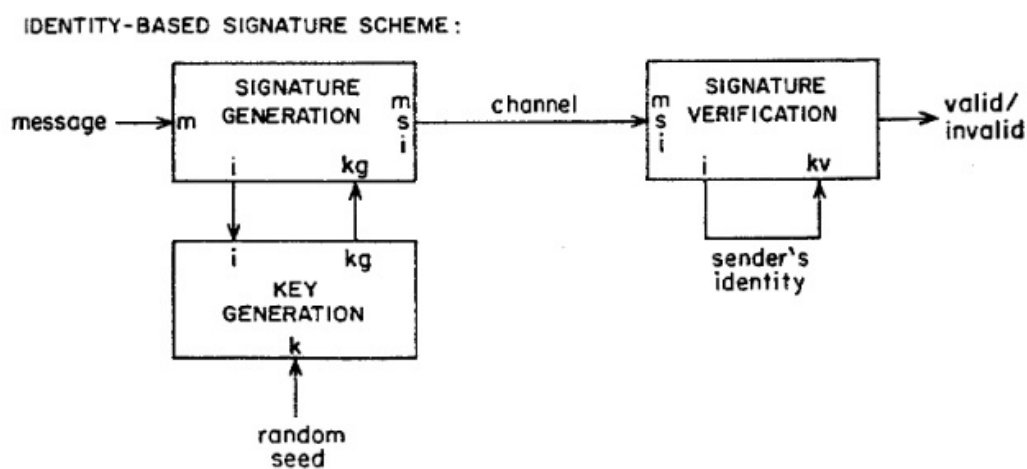 IDENTITY-BASED SIGNATURE SCHEME:
SIGNATURE
GENERATION
message
m
m
s
i
i
kg
channel
SIGNATURE
VERIFICATION
m
s
i
i
kv
valid/
invalid
sender's
identity
i
kg
KEY
GENERATION
k
random
seed